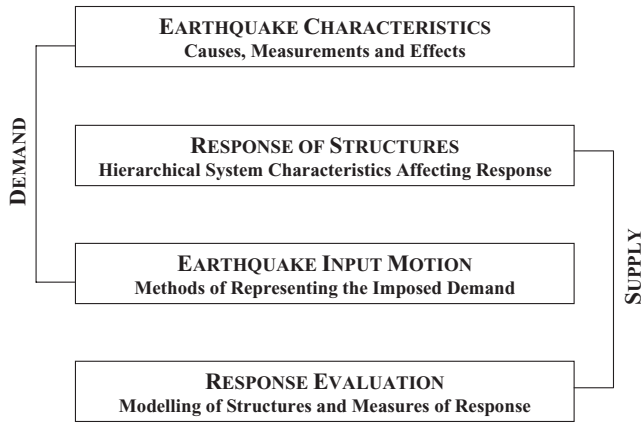 EARTHQUAKE CHARACTERISTICS
Causes, Measurements and Effects
DEMAND
RESPONSE OF STRUCTURES
Hierarchical System Characteristics Affecting Response
EARTHQUAKE INPUT MOTION
Methods of Representing the Imposed Demand
SUPPLY
RESPONSE EVALUATION
Modelling of Structures and Measures of Response